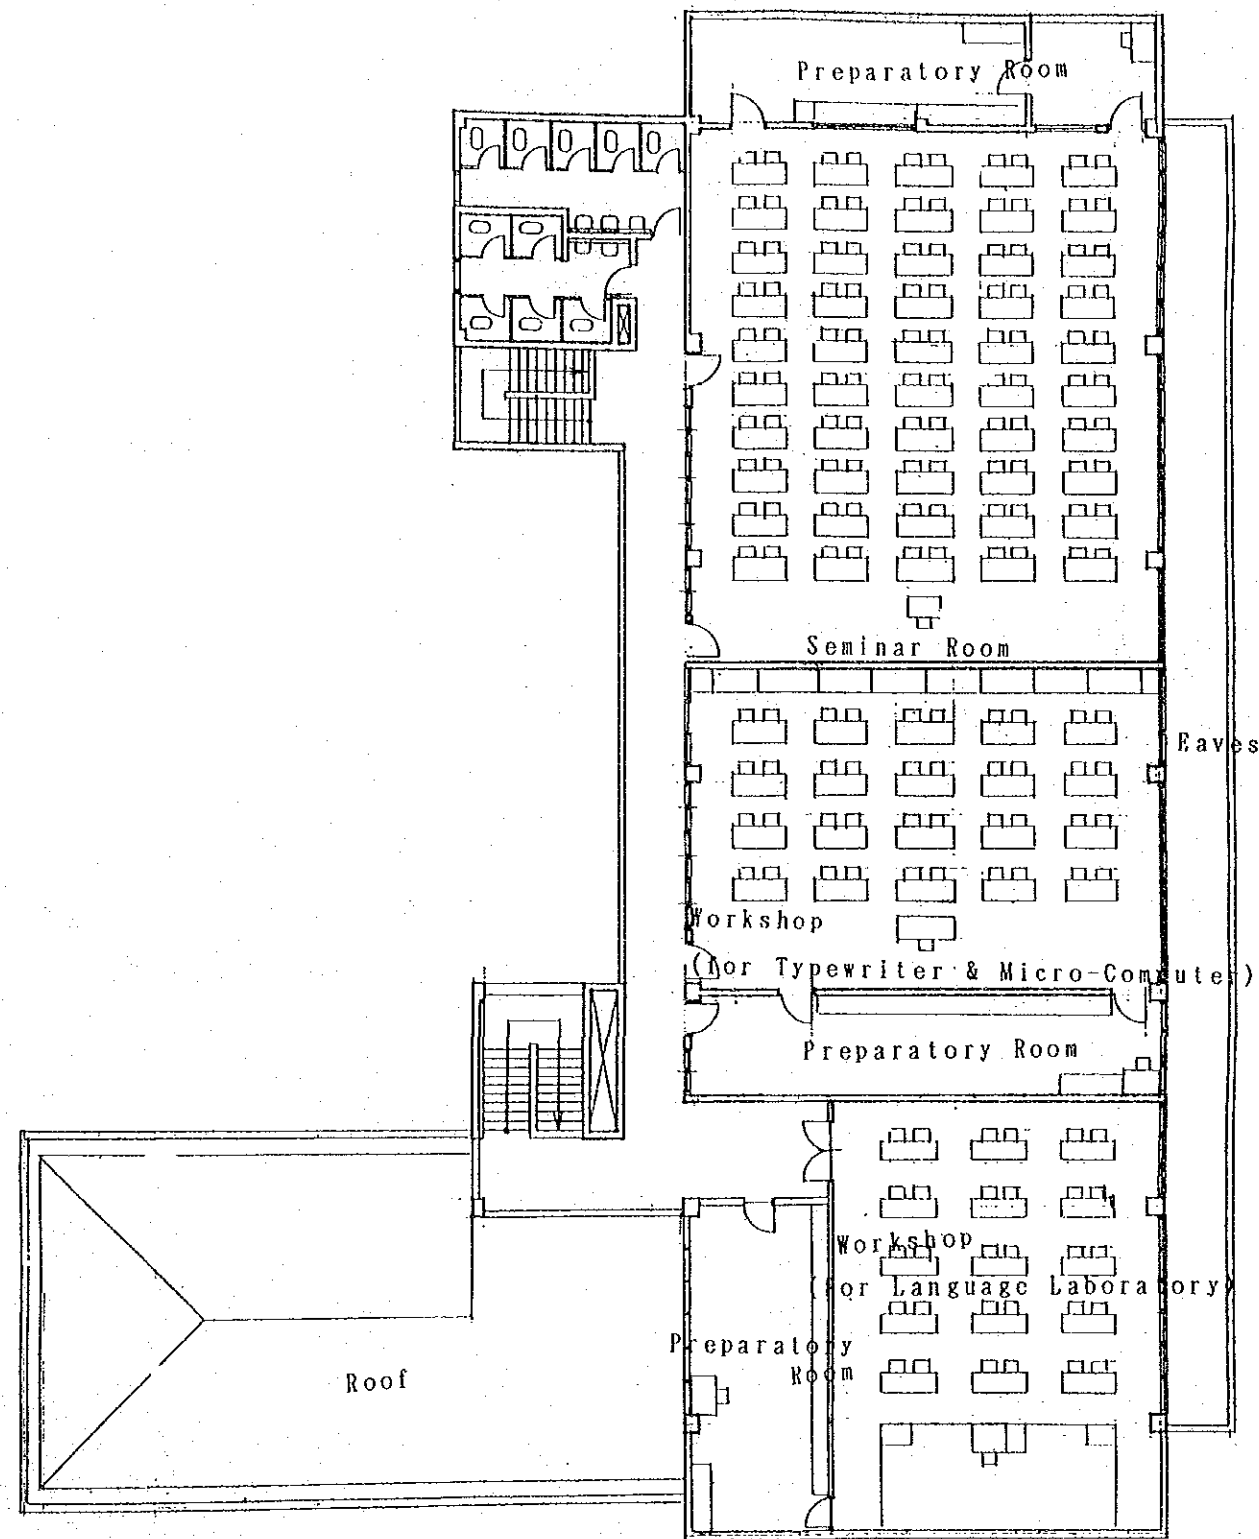 Preparatory Room
Seminar Room
Eaves
Workshop
(for Typewriter & Micro-Computer)
Preparatory Room
Workshop
(for Language Laboratory)
Preparatory
Room
Roof